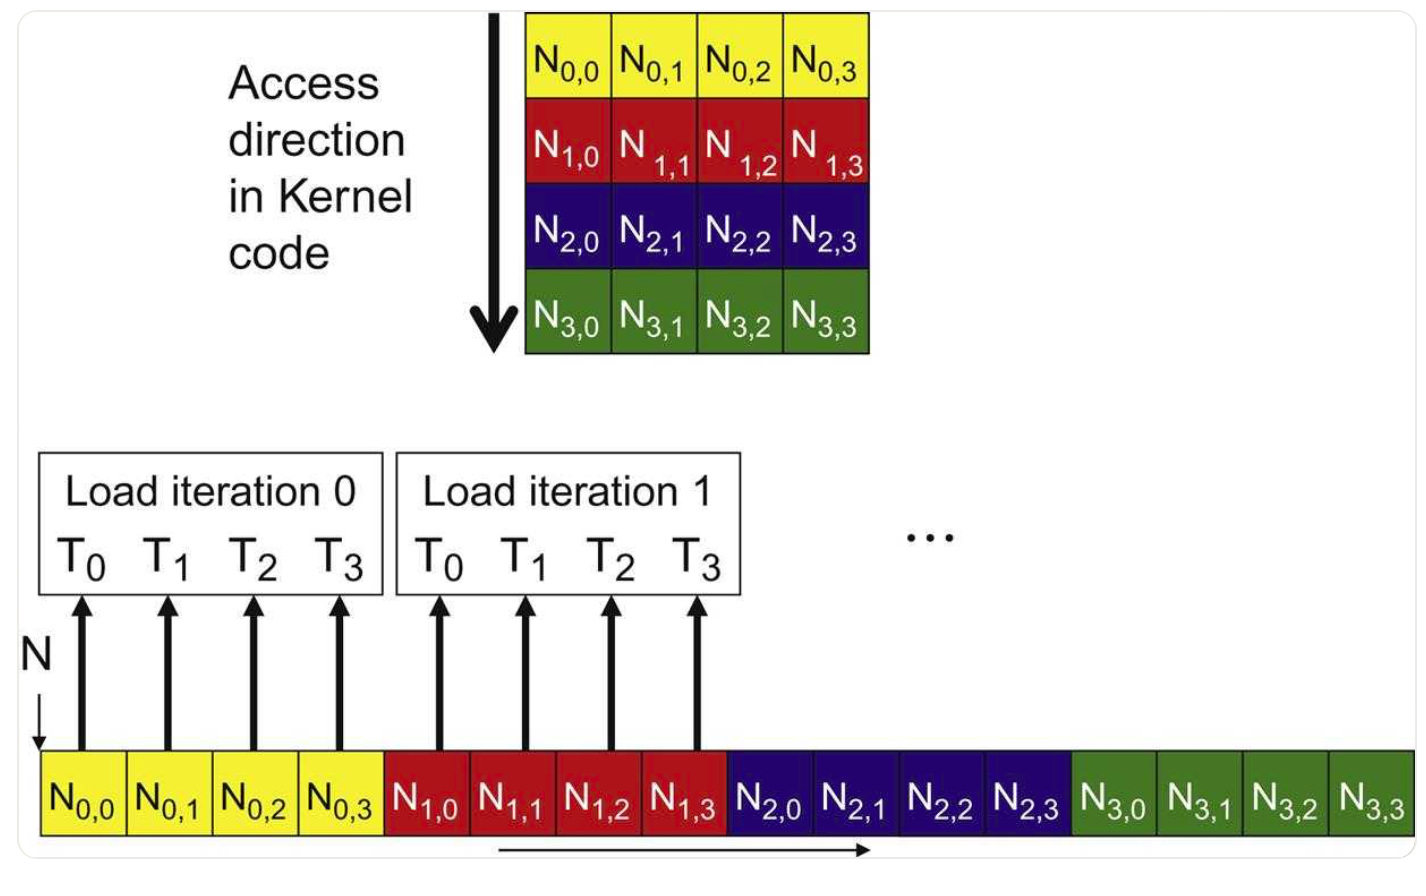 Access
direction
in Kernel
code
N0,0 N0,1 N0,2 N0,3
N1,0 N1,1 N1,2 N1,3
N2,0 N2,1 N2,2 N2,3
N3,0 N3,1 N3,2 N3,3
Load iteration 0
T0 T1 T2 T3
Load iteration 1
T0 T1 T2 T3
...
N
N0,0 N0,1 N0,2 N0,3 N1,0 N1,1 N1,2 N1,3 N2,0 N2,1 N2,2 N2,3 N3,0 N3,1 N3,2 N3,3